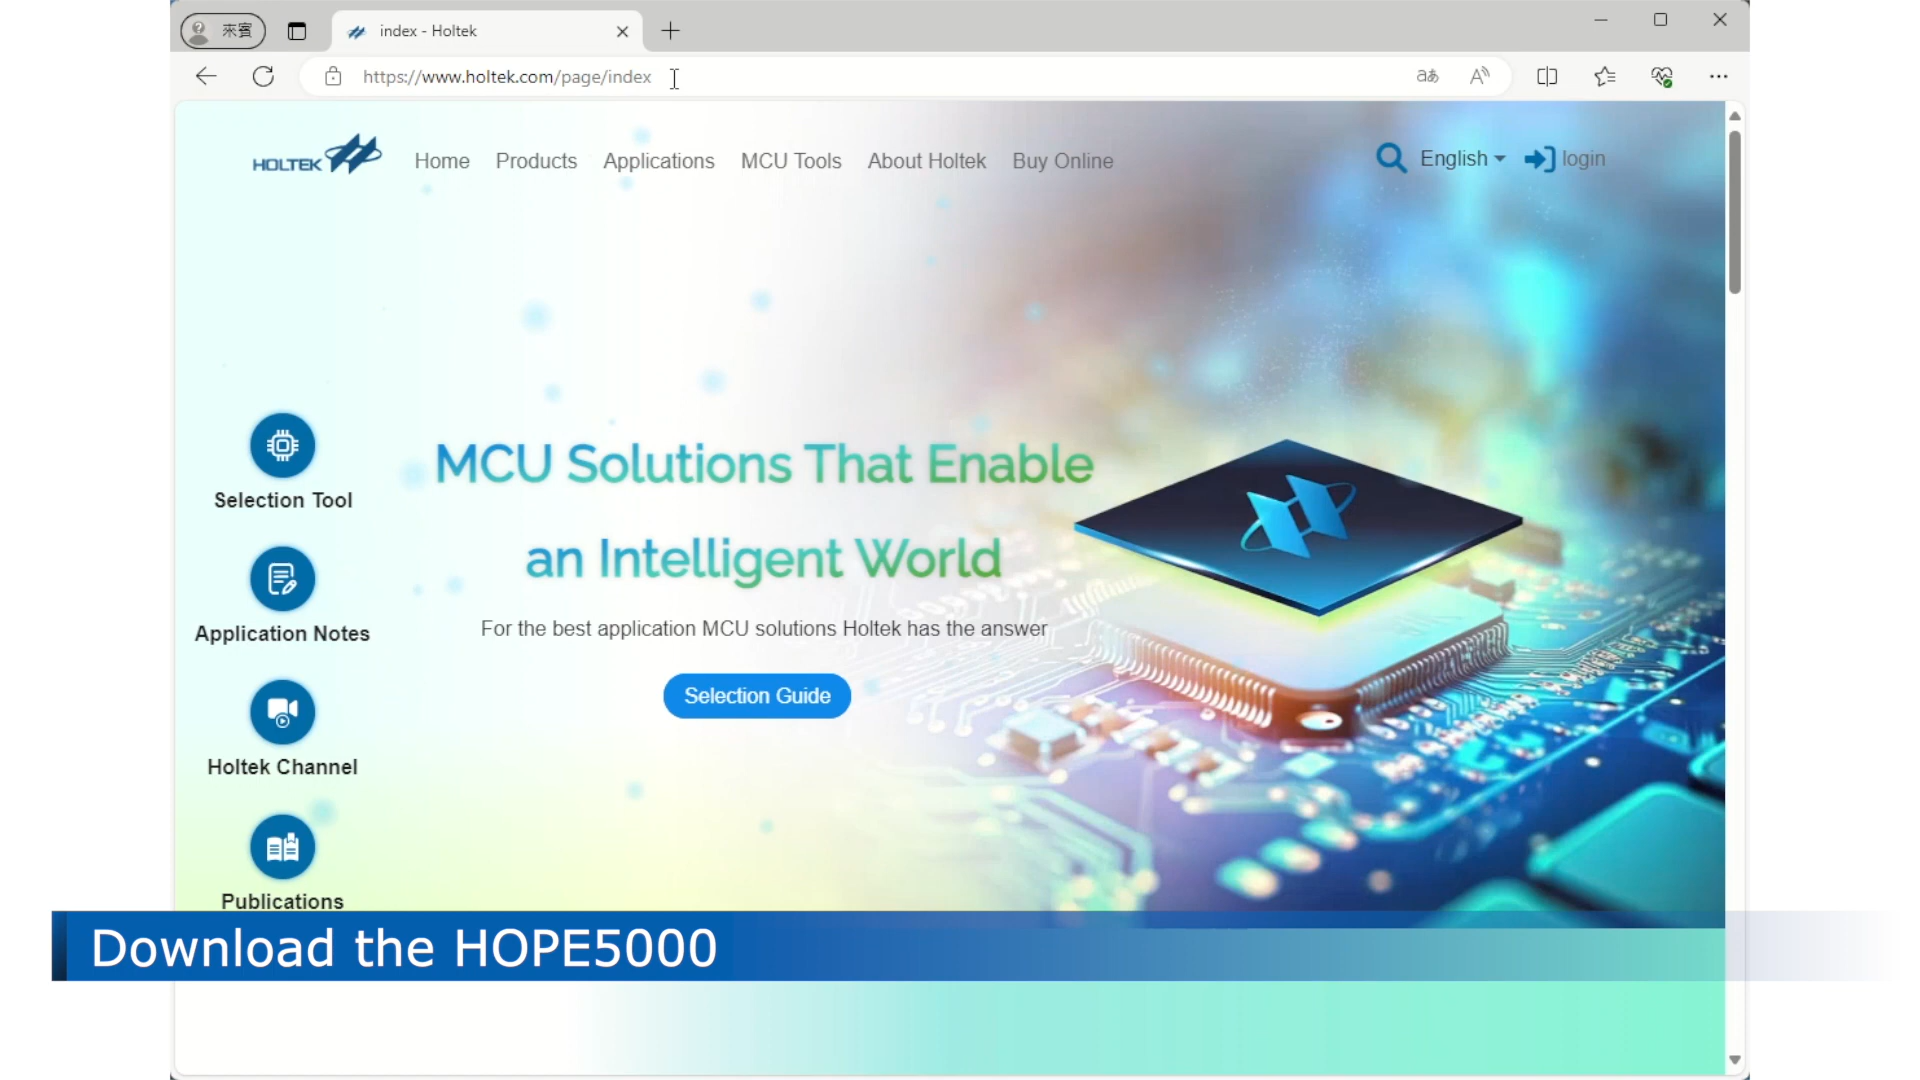 來賓
index - Holtek
https://www.holtek.com/page/index
aあ
A
HOLTEK
Home
Products
Applications
MCU Tools
About Holtek
Buy Online
English
login
MCU Solutions That Enable
an Intelligent World
For the best application MCU solutions Holtek has the answer
Selection Guide
Selection Tool
Application Notes
Holtek Channel
Publications
Download the HOPE5000